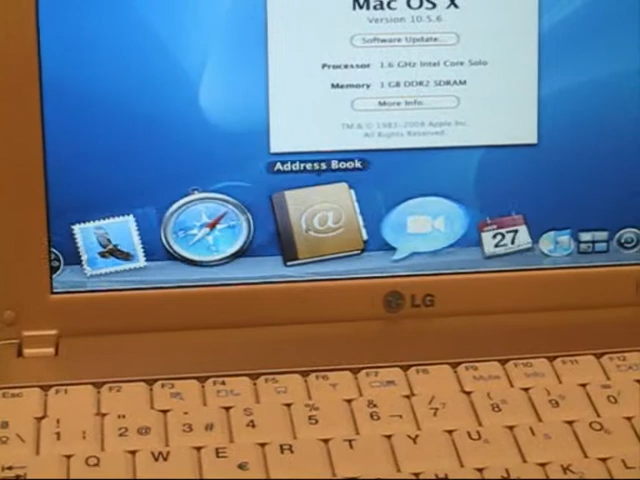 Mac OS X
Version 10.5.6
Software Update...
Processor 1.6 GHz Intel Core Solo
Memory 1 GB DDR2 SDRAM
More Info...
TM & © 1983-2008 Apple Inc.
All Rights Reserved.
Address Book
@
27
LG
Esc F1 F2 F3 F4 F5 F6 F7 F8 F9 F10 F11 F12
! 1 " 2 @ 3 # 4 % 5 & 6 ¬ / 7 ( 8 ) 9 0
Q W E € R T Y U I O
H J K L